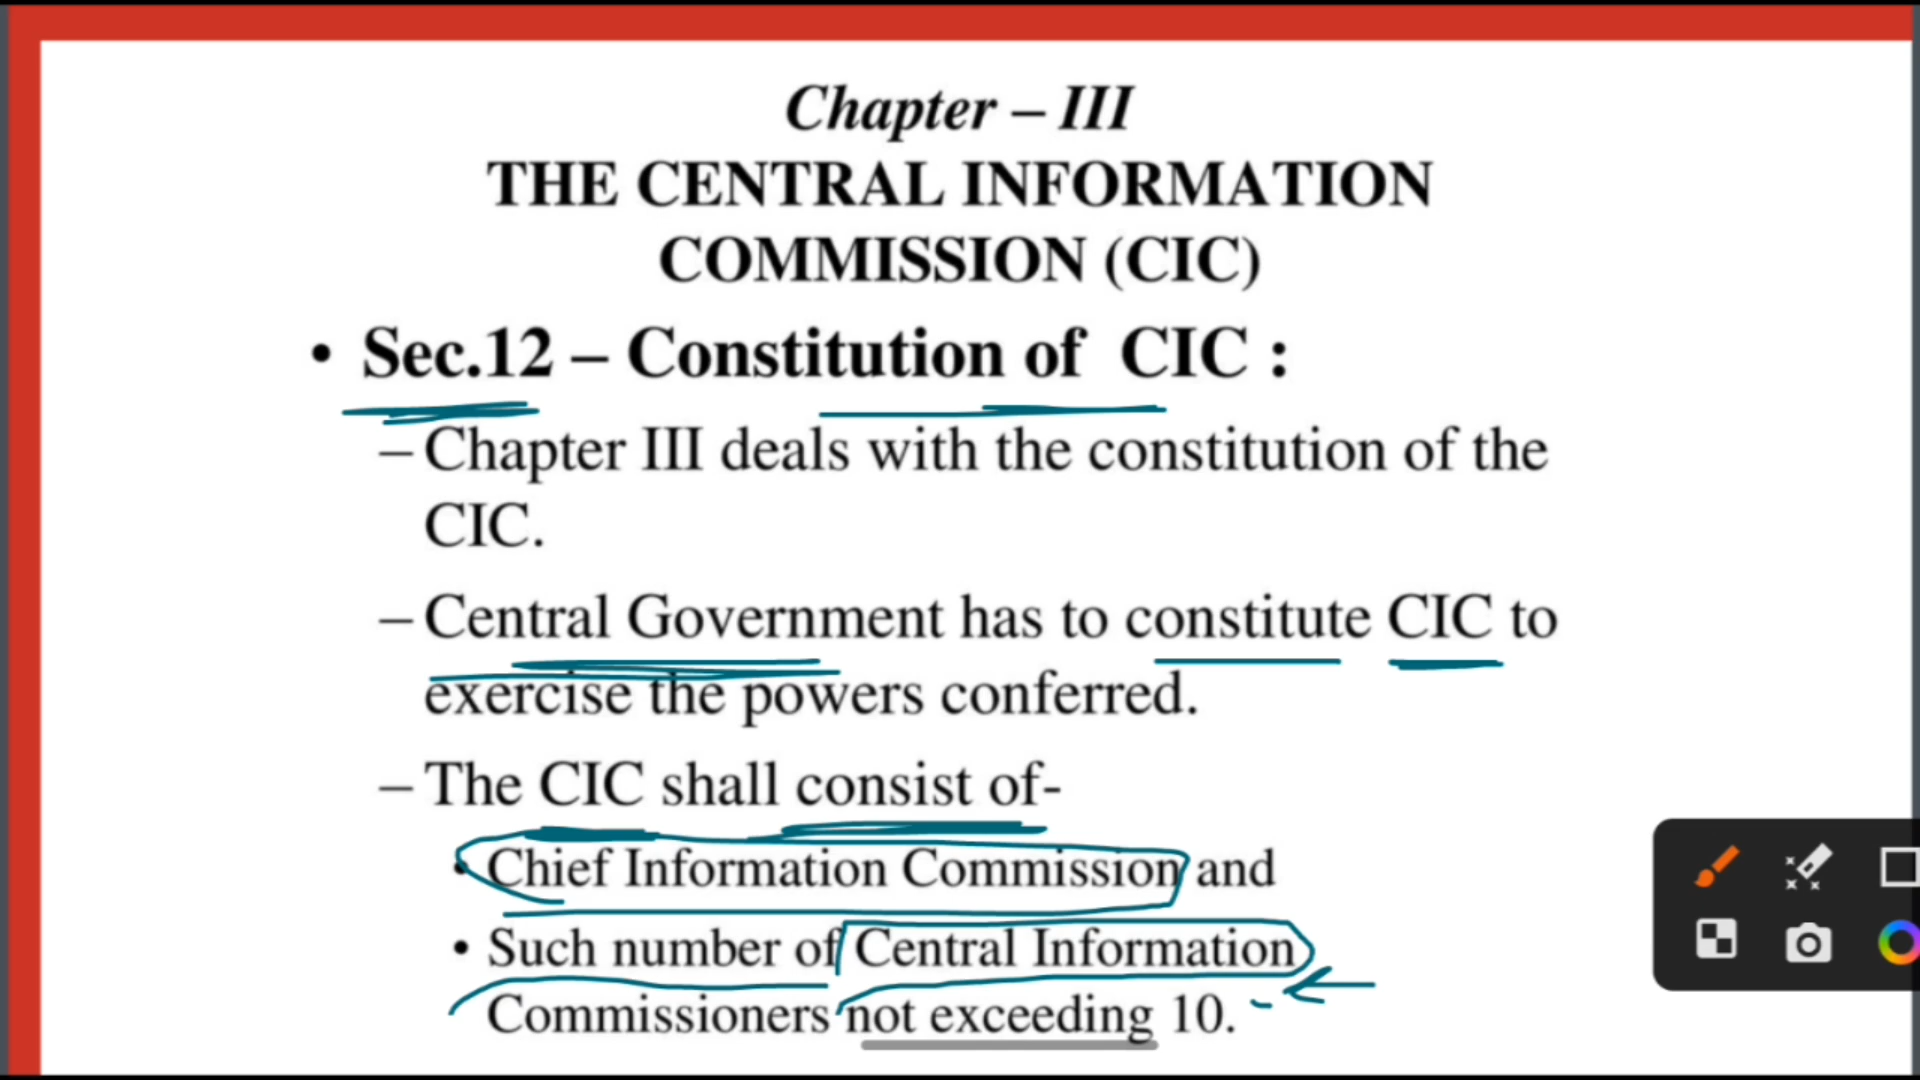 Chapter – III
THE CENTRAL INFORMATION
COMMISSION (CIC)
• Sec.12 – Constitution of CIC :
– Chapter III deals with the constitution of the
CIC.
– Central Government has to constitute CIC to
exercise the powers conferred.
– The CIC shall consist of-
• Chief Information Commission and
• Such number of Central Information
Commissioners not exceeding 10.